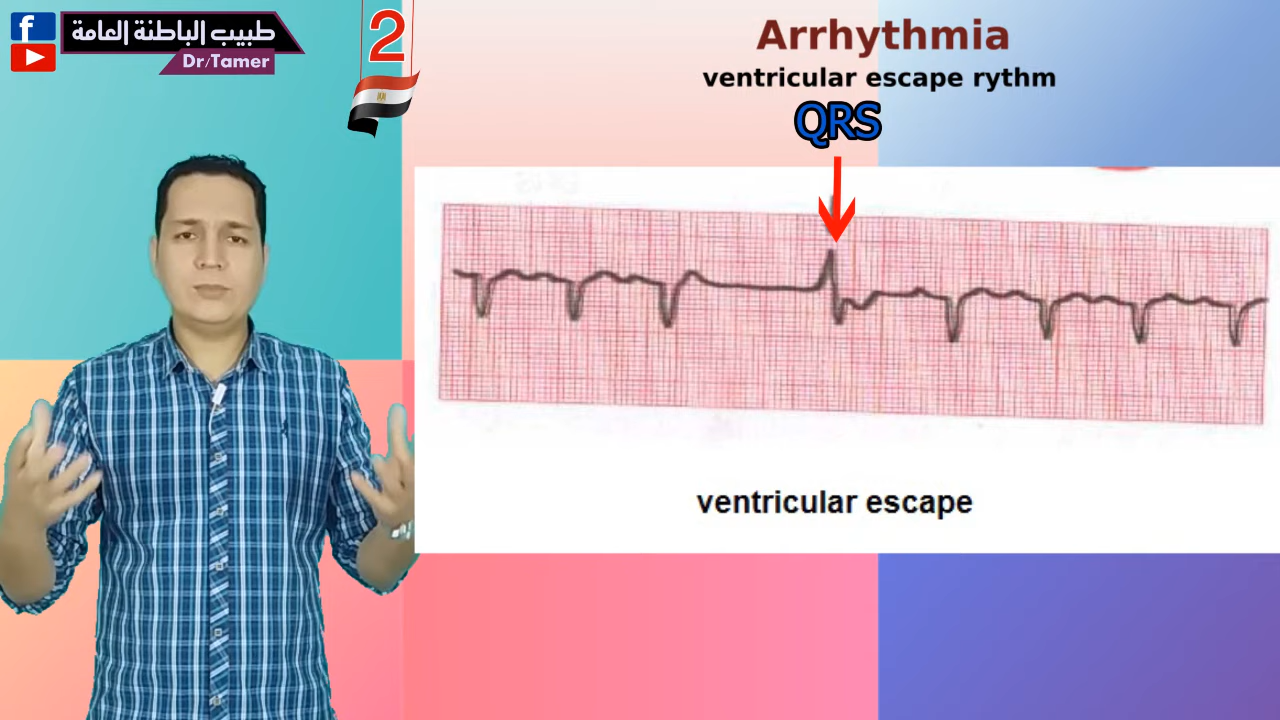 طبيب الباطنة العامة
Dr/Tamer
2
Arrhythmia
ventricular escape rythm
QRS
ventricular escape